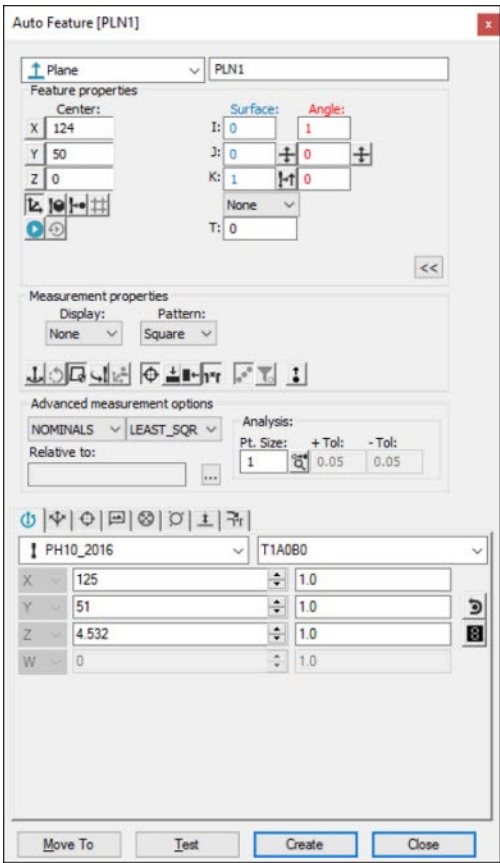 Auto Feature [PLN1]
x
Plane PLN1
Feature properties
Center: Surface: Angle:
X 124 I: 0 1
Y 50 J: 0 0
Z 0 K: 1 0
None
T: 0
<<
Measurement properties
Display: Pattern:
None Square
Advanced measurement options
NOMINALS LEAST_SQR Analysis:
Pt. Size: + Tol: - Tol:
Relative to: 1 0.05 0.05
...
PH10_2016 T1A0B0
X 125 1.0
Y 51 1.0
Z 4.532 1.0
W 0 1.0
Move To Test Create Close